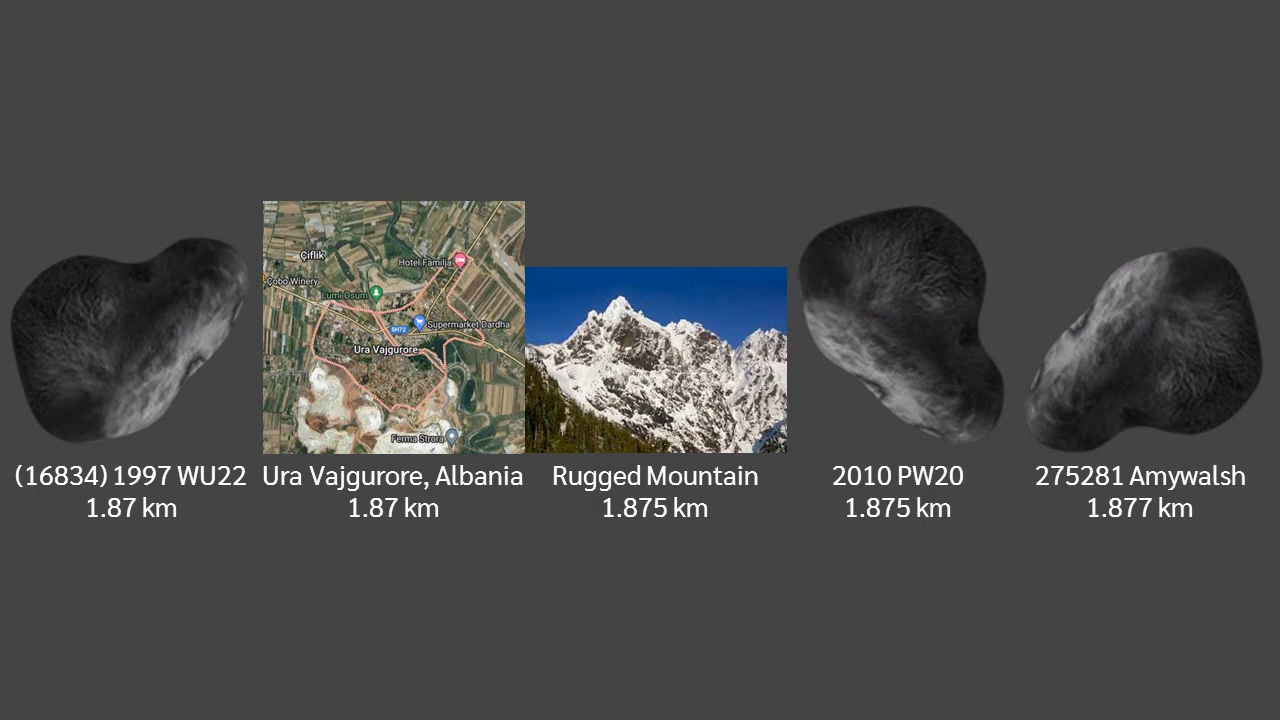 Çiflik
Hotel Familja
Çobo Winery
Lumi Osum
SH72
Supermarket Dardha
Ura Vajgurore
Ferma Strora
(16834) 1997 WU22
1.87 km
Ura Vajgurore, Albania
1.87 km
Rugged Mountain
1.875 km
2010 PW20
1.875 km
275281 Amywalsh
1.877 km